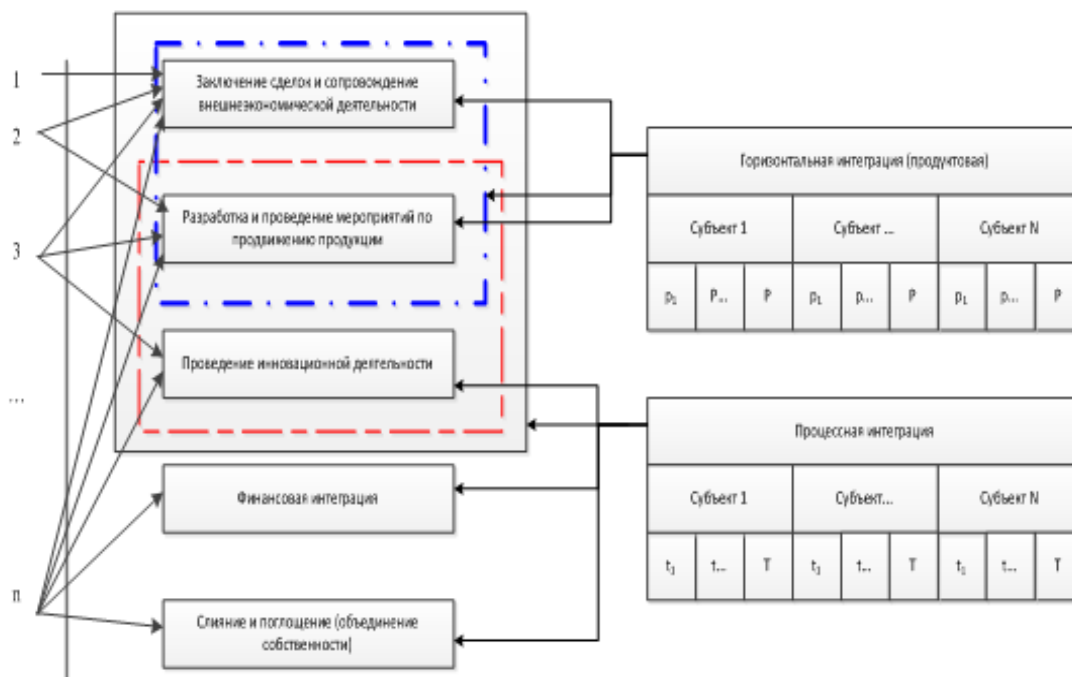 1
2
3
...
n
Заключение сделок и сопровождение
внешнеэкономической деятельности
Разработка и проведение мероприятий по
продвижению продукции
Проведение инновационной деятельности
Финансовая интеграция
Слияние и поглощение (объединение
собственности)
Горизонтальная интеграция (продуктовая)
Субъект 1 Субъект ... Субъект N
p₁ P... P p₁ p... P p₁ p... P
Процессная интеграция
Субъект 1 Субъект... Субъект N
t₁ t... T t₁ t... T t₁ t... T